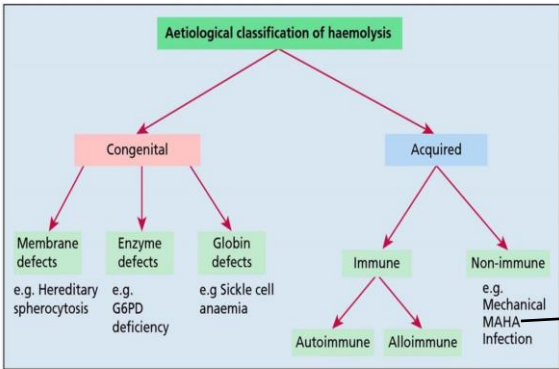 Aetiological classification of haemolysis
Congenital
Acquired
Membrane
defects
e.g. Hereditary
spherocytosis
Enzyme
defects
e.g.
G6PD
deficiency
Globin
defects
e.g Sickle cell
anaemia
Immune
Non-immune
e.g.
Mechanical
MAHA
Infection
Autoimmune
Alloimmune